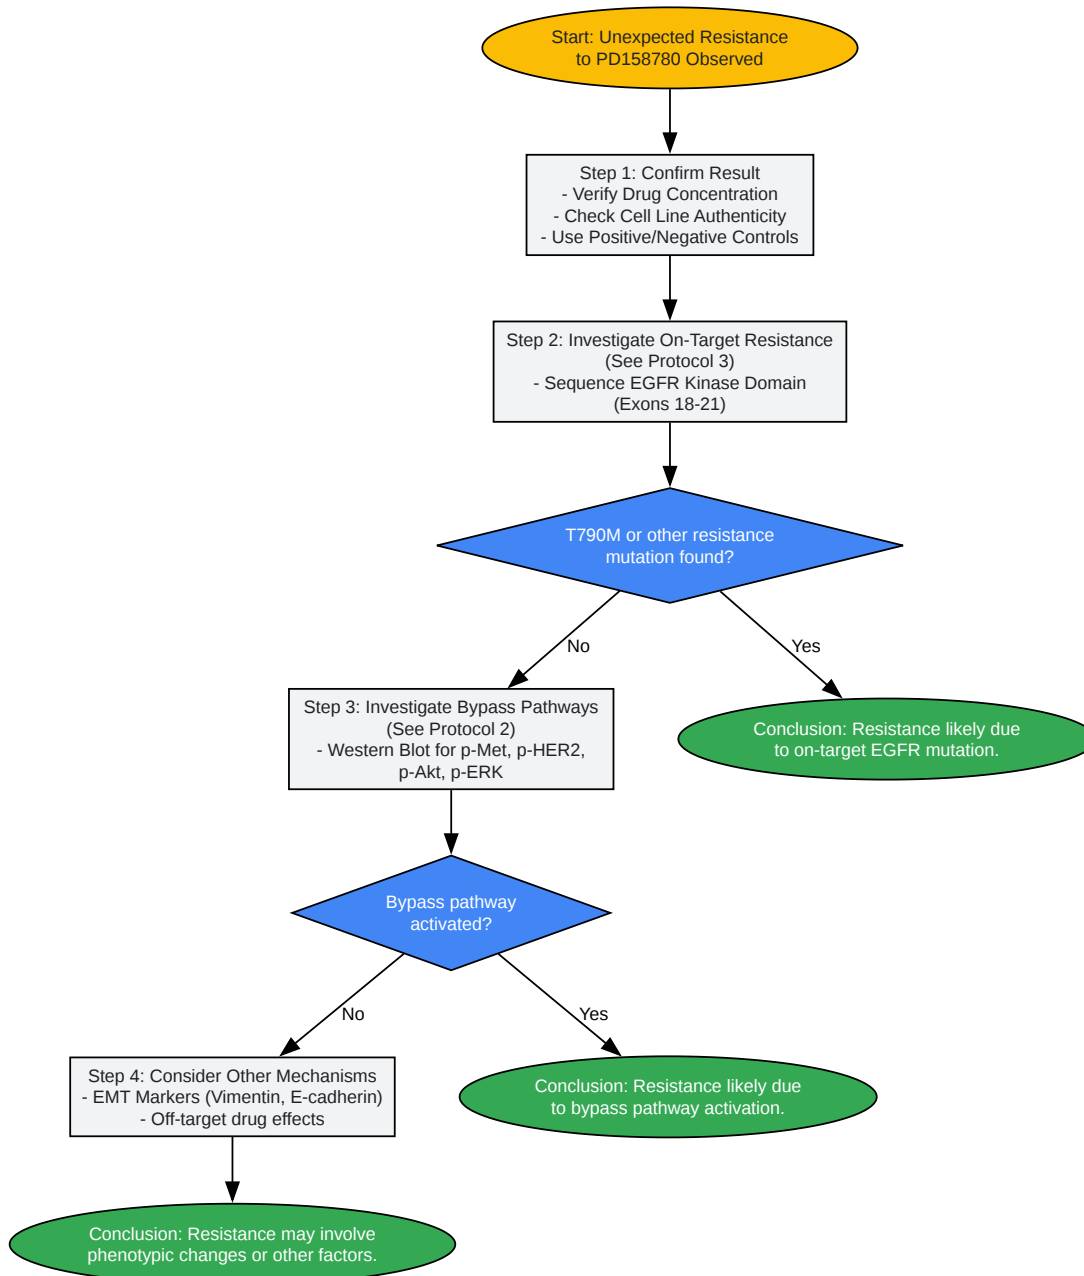 Start: Unexpected Resistance
to PD158780 Observed
Step 1: Confirm Result
- Verify Drug Concentration
- Check Cell Line Authenticity
- Use Positive/Negative Controls
Step 2: Investigate On-Target Resistance
(See Protocol 3)
- Sequence EGFR Kinase Domain
(Exons 18-21)
T790M or other resistance
mutation found?
No
Yes
Step 3: Investigate Bypass Pathways
(See Protocol 2)
- Western Blot for p-Met, p-HER2,
p-Akt, p-ERK
Conclusion: Resistance likely due
to on-target EGFR mutation.
Bypass pathway
activated?
No
Yes
Step 4: Consider Other Mechanisms
- EMT Markers (Vimentin, E-cadherin)
- Off-target drug effects
Conclusion: Resistance likely due
to bypass pathway activation.
Conclusion: Resistance may involve
phenotypic changes or other factors.